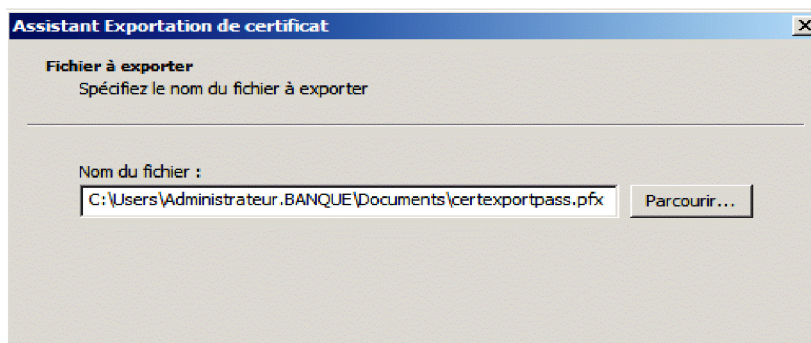 Assistant Exportation de certificat
Fichier à exporter
Spécifiez le nom du fichier à exporter
Nom du fichier :
C:\Users\Administrateur.BANQUE\Documents\certexportpass.pfx
Parcourir...